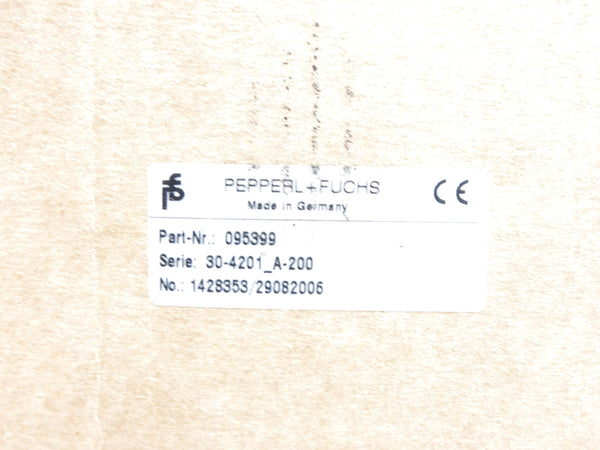 PEPPERL+FUCHS
Made in Germany
CE
Part-Nr.: 095399
Serie: 30-4201_A-200
No.: 1428353/29082006